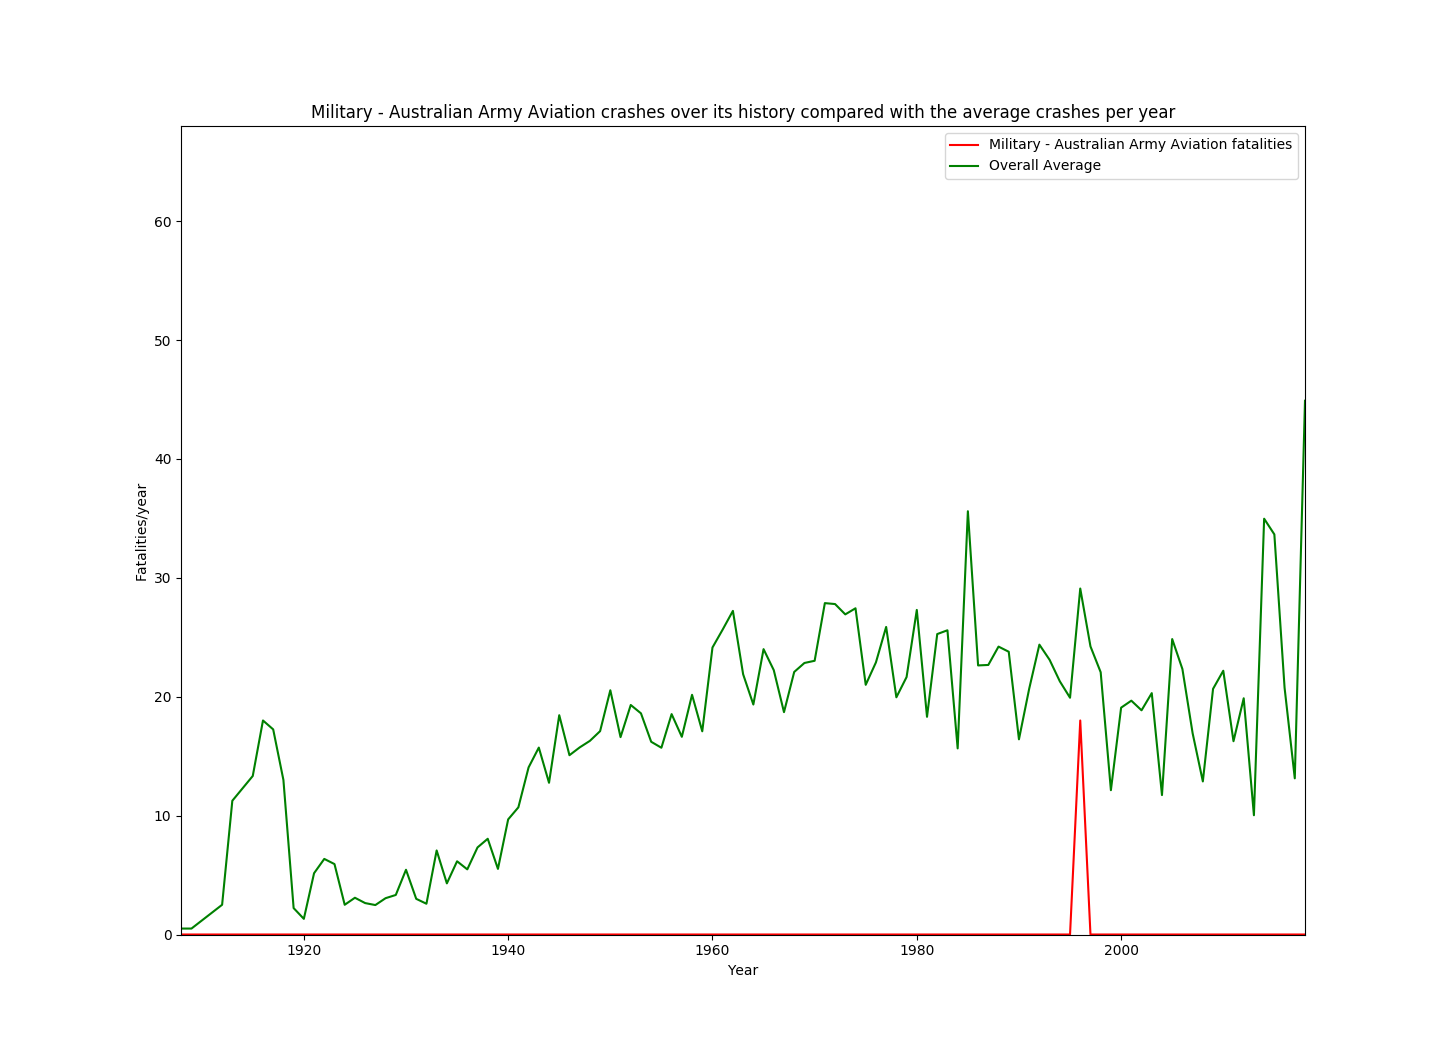 Military - Australian Army Aviation crashes over its history compared with the average crashes per year
Military - Australian Army Aviation fatalities
Overall Average
60
50
40
30
20
10
0
Fatalities/year
1920 1940 1960 1980 2000
Year